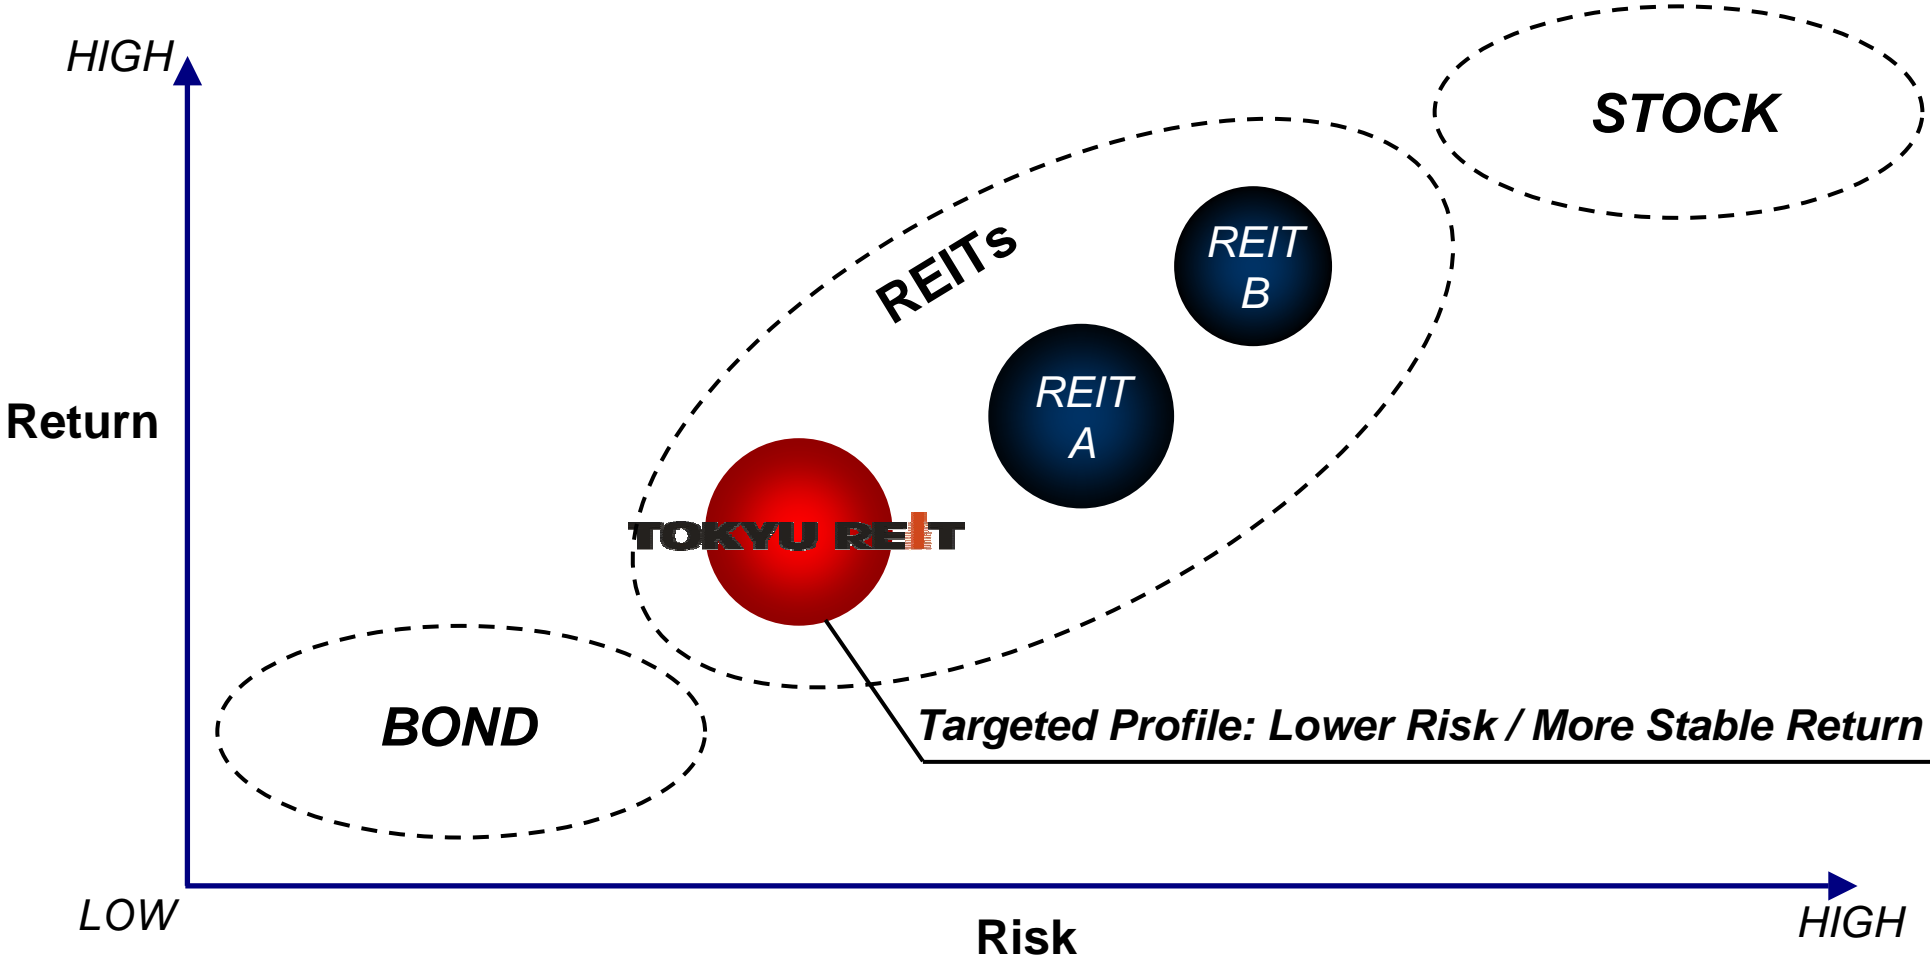 HIGH
STOCK
REITs
REIT
B
REIT
A
Return
TOKYU REIT
BOND
Targeted Profile: Lower Risk / More Stable Return
LOW
Risk
HIGH